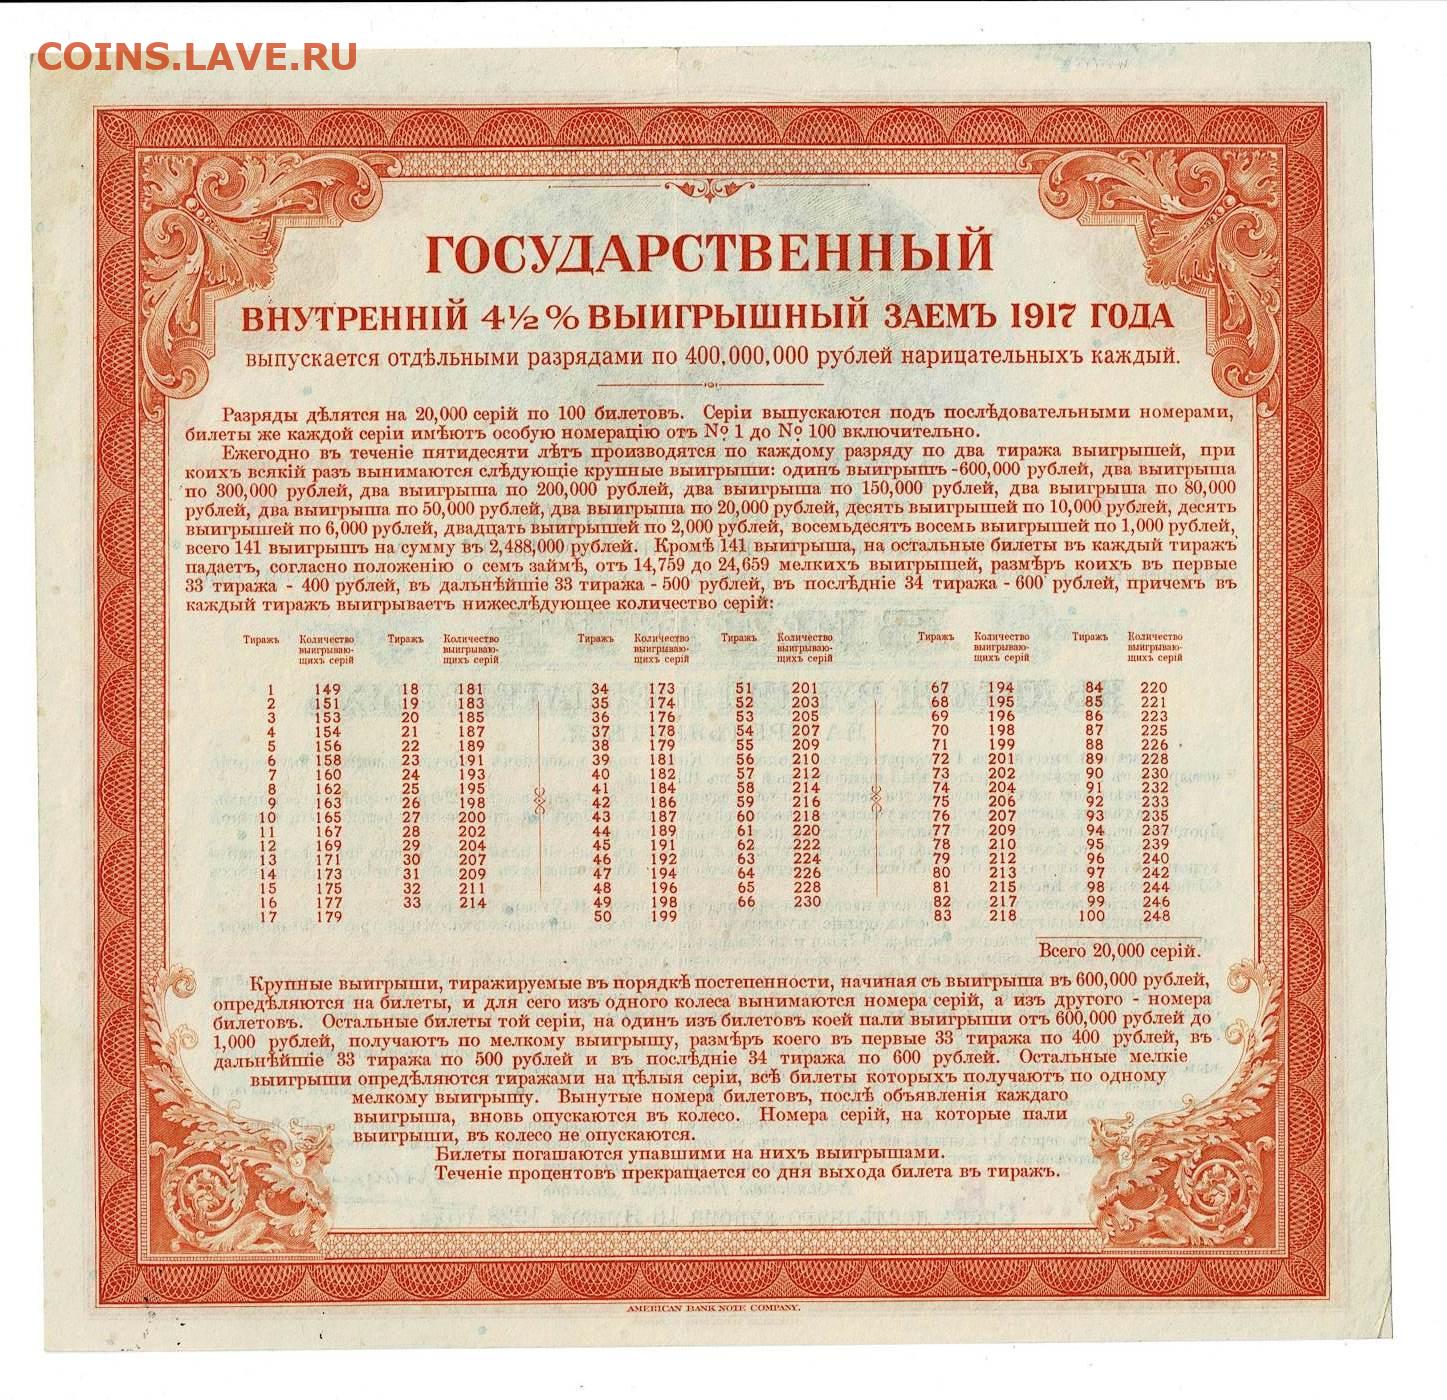 COINS.LAVE.RU
ГОСУДАРСТВЕННЫЙ
ВНУТРЕННІЙ 4½% ВЫИГРЫШНЫЙ ЗАЕМЪ 1917 ГОДА
выпускается отдѣльными разрядами по 400,000,000 рублей нарицательныхъ каждый.
Разряды дѣлятся на 20,000 серій по 100 билетовъ. Серіи выпускаются подъ послѣдовательными номерами,
билеты же каждой серіи имѣютъ особую номерацію отъ № 1 до № 100 включительно.
Ежегодно въ теченіе пятидесяти лѣтъ производятся по каждому разряду по два тиража выигрышей, при
коихъ всякій разъ вынимаются слѣдующіе крупные выигрыши: одинъ выигрышъ -600,000 рублей, два выигрыша
по 300,000 рублей, два выигрыша по 200,000 рублей, два выигрыша по 150,000 рублей, два выигрыша по 80,000
рублей, два выигрыша по 50,000 рублей, два выигрыша по 20,000 рублей, десять выигрышей по 10,000 рублей, десять
выигрышей по 6,000 рублей, двадцать выигрышей по 2,000 рублей, восемьдесятъ восемь выигрышей по 1,000 рублей,
всего 141 выигрышъ на сумму въ 2,488,000 рублей. Кромѣ 141 выигрыша, на остальные билеты въ каждый тиражъ
падаетъ, согласно положенію о семъ займѣ, отъ 14,759 до 24,659 мелкихъ выигрышей, размѣръ коихъ въ первые
33 тиража - 400 рублей, въ дальнѣйшіе 33 тиража - 500 рублей, въ послѣдніе 34 тиража - 600 рублей, причемъ въ
каждый тиражъ выигрываетъ нижеслѣдующее количество серій:
Тиражъ Количество Тиражъ Количество Тиражъ Количество Тиражъ Количество Тиражъ Количество Тиражъ Количество
выигрываю- выигрываю- выигрываю- выигрываю- выигрываю- выигрываю-
щихъ серій щихъ серій щихъ серій щихъ серій щихъ серій щихъ серій
1 149 18 181 34 173 51 201 67 194 84 220
2 151 19 183 35 174 52 203 68 195 85 221
3 153 20 185 36 176 53 205 69 196 86 223
4 154 21 187 37 178 54 207 70 198 87 225
5 156 22 189 38 179 55 209 71 199 88 226
6 158 23 191 39 181 56 210 72 201 89 228
7 160 24 193 40 182 57 212 73 202 90 230
8 162 25 195 41 184 58 214 74 204 91 232
9 163 26 198 42 186 59 216 75 206 92 233
10 165 27 200 43 187 60 218 76 207 93 235
11 167 28 202 44 189 61 220 77 209 94 237
12 169 29 204 45 191 62 222 78 210 95 239
13 171 30 207 46 192 63 224 79 212 96 240
14 173 31 209 47 194 64 226 80 213 97 242
15 175 32 211 48 196 65 228 81 215 98 244
16 177 33 214 49 198 66 230 82 217 99 246
17 179 50 199 83 218 100 248
Всего 20,000 серій.
Крупные выигрыши, тиражируемые въ порядкѣ постепенности, начиная съ выигрыша въ 600,000 рублей,
опредѣляются на билеты, и для сего изъ одного колеса вынимаются номера серій, а изъ другого - номера
билетовъ. Остальные билеты той серіи, на одинъ изъ билетовъ коей пали выигрыши отъ 600,000 рублей до
1,000 рублей, получаютъ по мелкому выигрышу, размѣръ коего въ первые 33 тиража по 400 рублей, въ
дальнѣйшіе 33 тиража по 500 рублей и въ послѣдніе 34 тиража по 600 рублей. Остальные мелкіе
выигрыши опредѣляются тиражами на цѣлыя серіи, всѣ билеты которыхъ получаютъ по одному
мелкому выигрышу. Вынутые номера билетовъ, послѣ объявленія каждаго
выигрыша, вновь опускаются въ колесо. Номера серій, на которые пали
выигрыши, въ колесо не опускаются.
Билеты погашаются упавшими на нихъ выигрышами.
Теченіе процентовъ прекращается со дня выхода билета въ тиражъ.
AMERICAN BANK NOTE COMPANY.